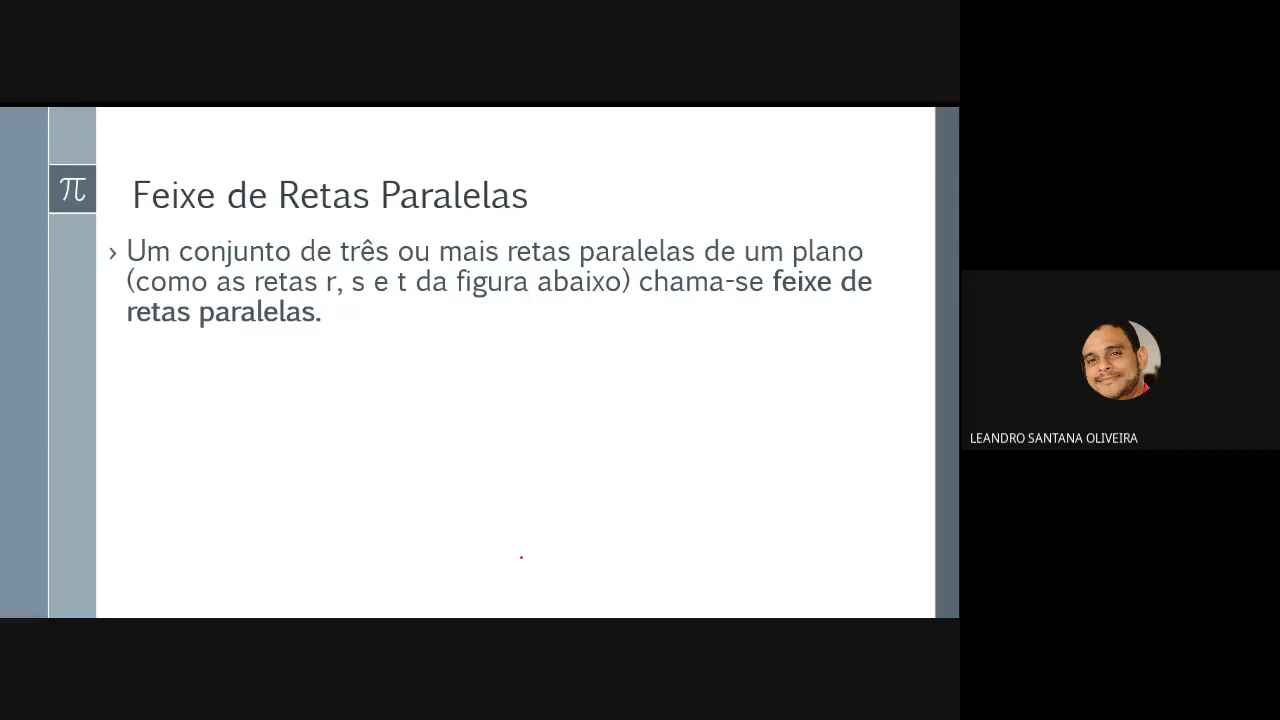 π
Feixe de Retas Paralelas
› Um conjunto de três ou mais retas paralelas de um plano
(como as retas r, s e t da figura abaixo) chama-se feixe de
retas paralelas.
LEANDRO SANTANA OLIVEIRA